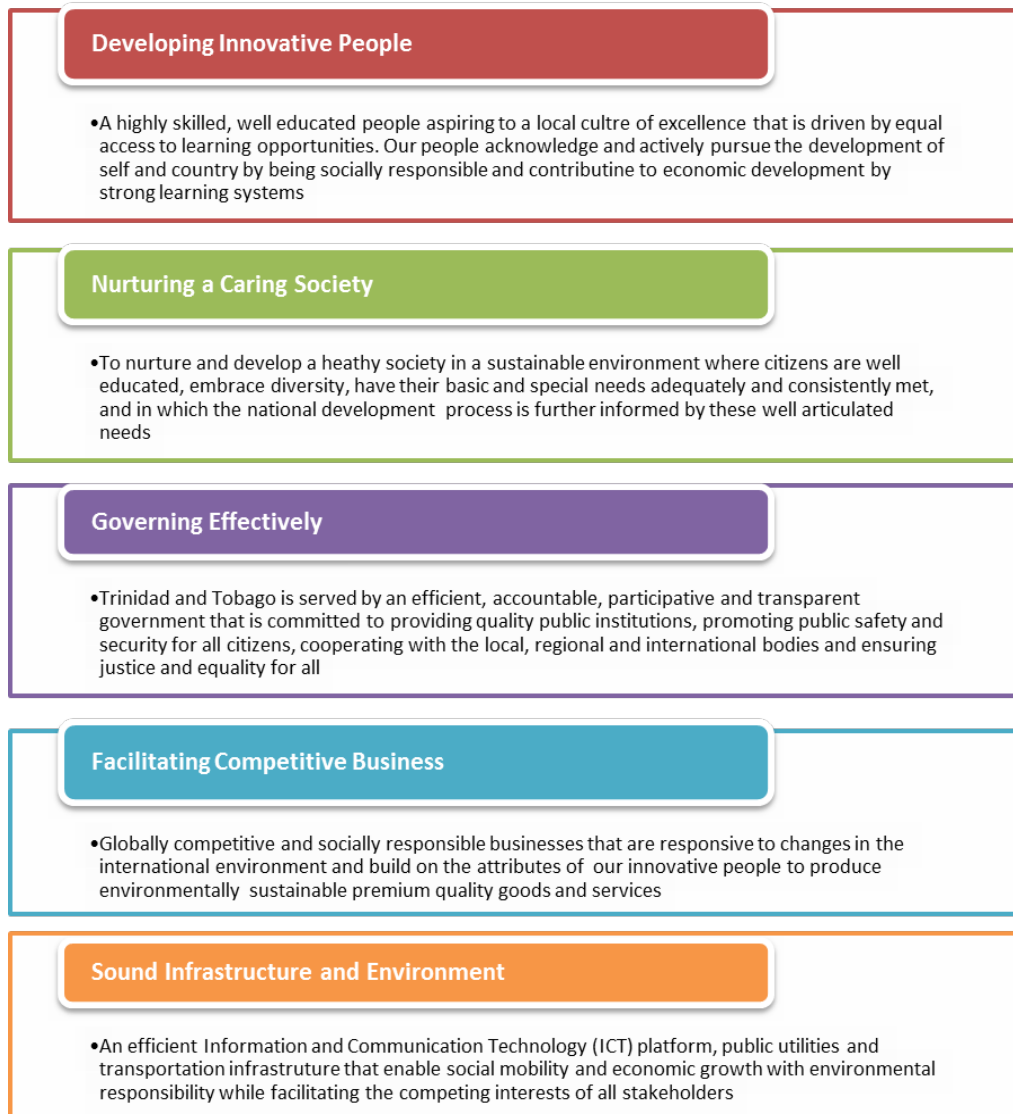 Developing Innovative People
•A highly skilled, well educated people aspiring to a local cultre of excellence that is driven by equal
access to learning opportunities. Our people acknowledge and actively pursue the development of
self and country by being socially responsible and contributine to economic development by
strong learning systems
Nurturing a Caring Society
•To nurture and develop a heathy society in a sustainable environment where citizens are well
educated, embrace diversity, have their basic and special needs adequately and consistently met,
and in which the national development process is further informed by these well articulated
needs
Governing Effectively
•Trinidad and Tobago is served by an efficient, accountable, participative and transparent
government that is committed to providing quality public institutions, promoting public safety and
security for all citizens, cooperating with the local, regional and international bodies and ensuring
justice and equality for all
Facilitating Competitive Business
•Globally competitive and socially responsible businesses that are responsive to changes in the
international environment and build on the attributes of our innovative people to produce
environmentally sustainable premium quality goods and services
Sound Infrastructure and Environment
•An efficient Information and Communication Technology (ICT) platform, public utilities and
transportation infrastruture that enable social mobility and economic growth with environmental
responsibility while facilitating the competing interests of all stakeholders